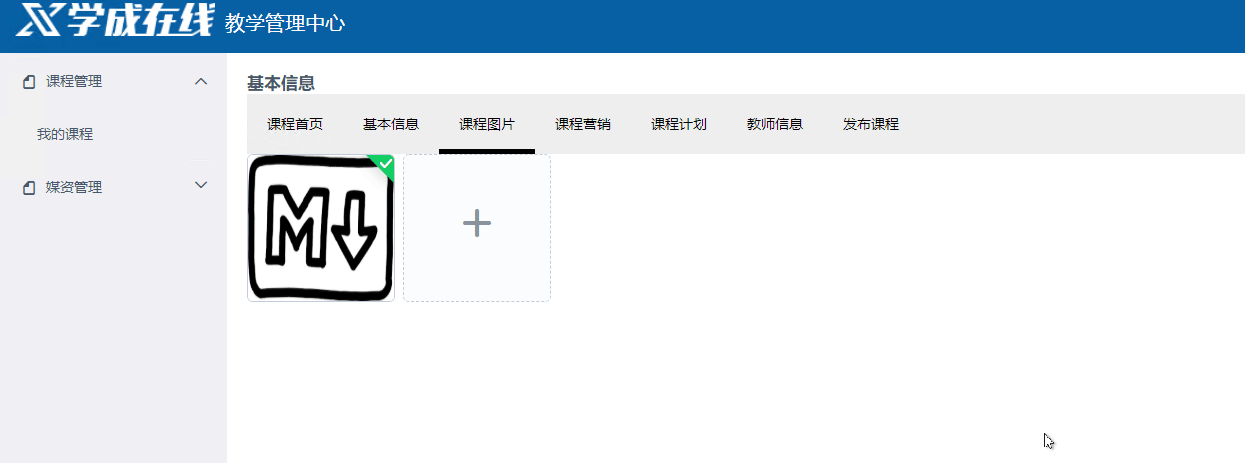 学成在线 教学管理中心
课程管理
我的课程
媒资管理
基本信息
课程首页 基本信息 课程图片 课程营销 课程计划 教师信息 发布课程
M